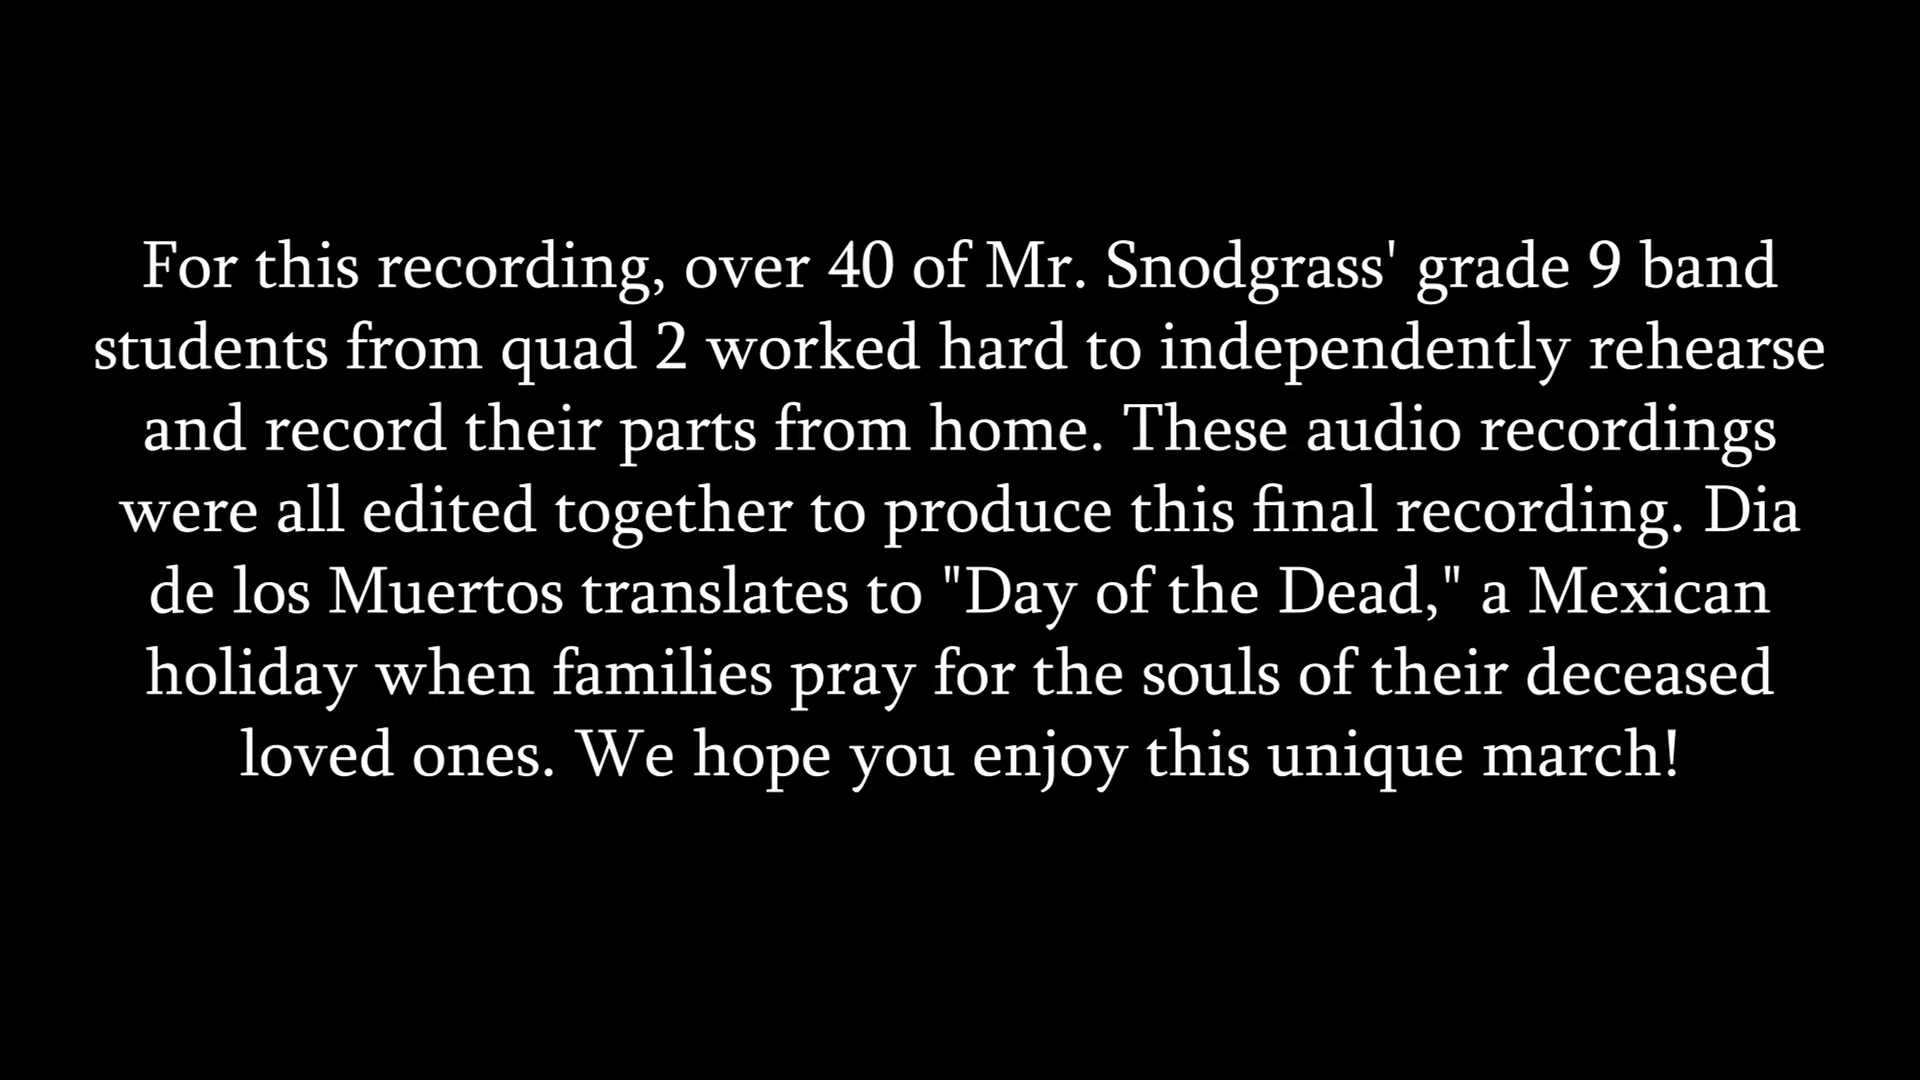 For this recording, over 40 of Mr. Snodgrass' grade 9 band
students from quad 2 worked hard to independently rehearse
and record their parts from home. These audio recordings
were all edited together to produce this final recording. Dia
de los Muertos translates to "Day of the Dead," a Mexican
holiday when families pray for the souls of their deceased
loved ones. We hope you enjoy this unique march!